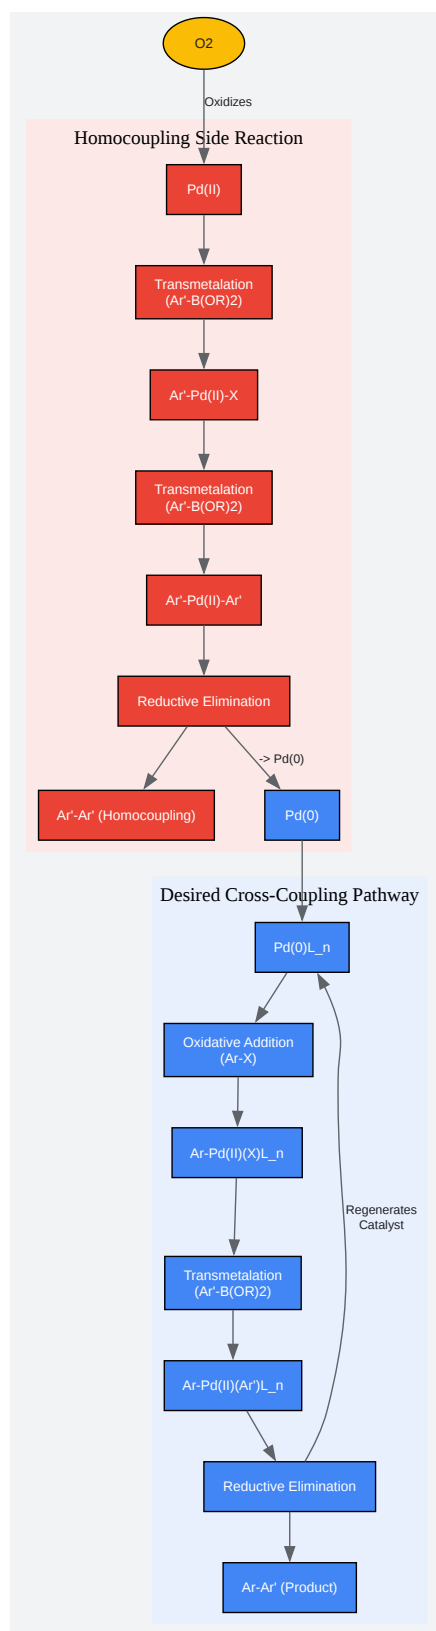 O2
Oxidizes
Homocoupling Side Reaction
Pd(II)
Transmetalation
(Ar'-B(OR)2)
Ar'-Pd(II)-X
Transmetalation
(Ar'-B(OR)2)
Ar'-Pd(II)-Ar'
Reductive Elimination
-> Pd(0)
Ar'-Ar' (Homocoupling)
Pd(0)
Desired Cross-Coupling Pathway
Pd(0)L_n
Oxidative Addition
(Ar-X)
Ar-Pd(II)(X)L_n
Regenerates
Catalyst
Transmetalation
(Ar'-B(OR)2)
Ar-Pd(II)(Ar')L_n
Reductive Elimination
Ar-Ar' (Product)